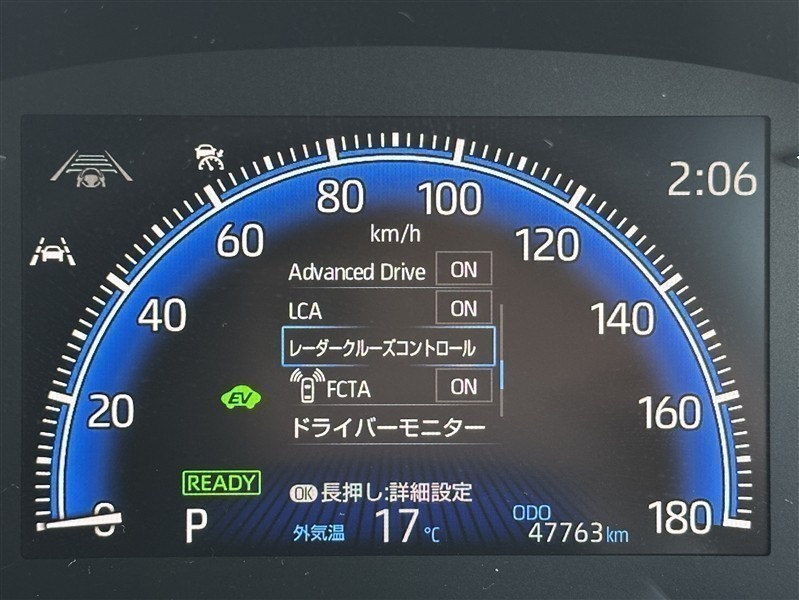 2:06
80
100
60
km/h
120
Advanced Drive ON
LCA ON
40
140
レーダークルーズコントロール
FCTA ON
EV
20
160
ドライバーモニター
READY
OK 長押し:詳細設定
0
P
外気温 17℃
ODO
47763km
180